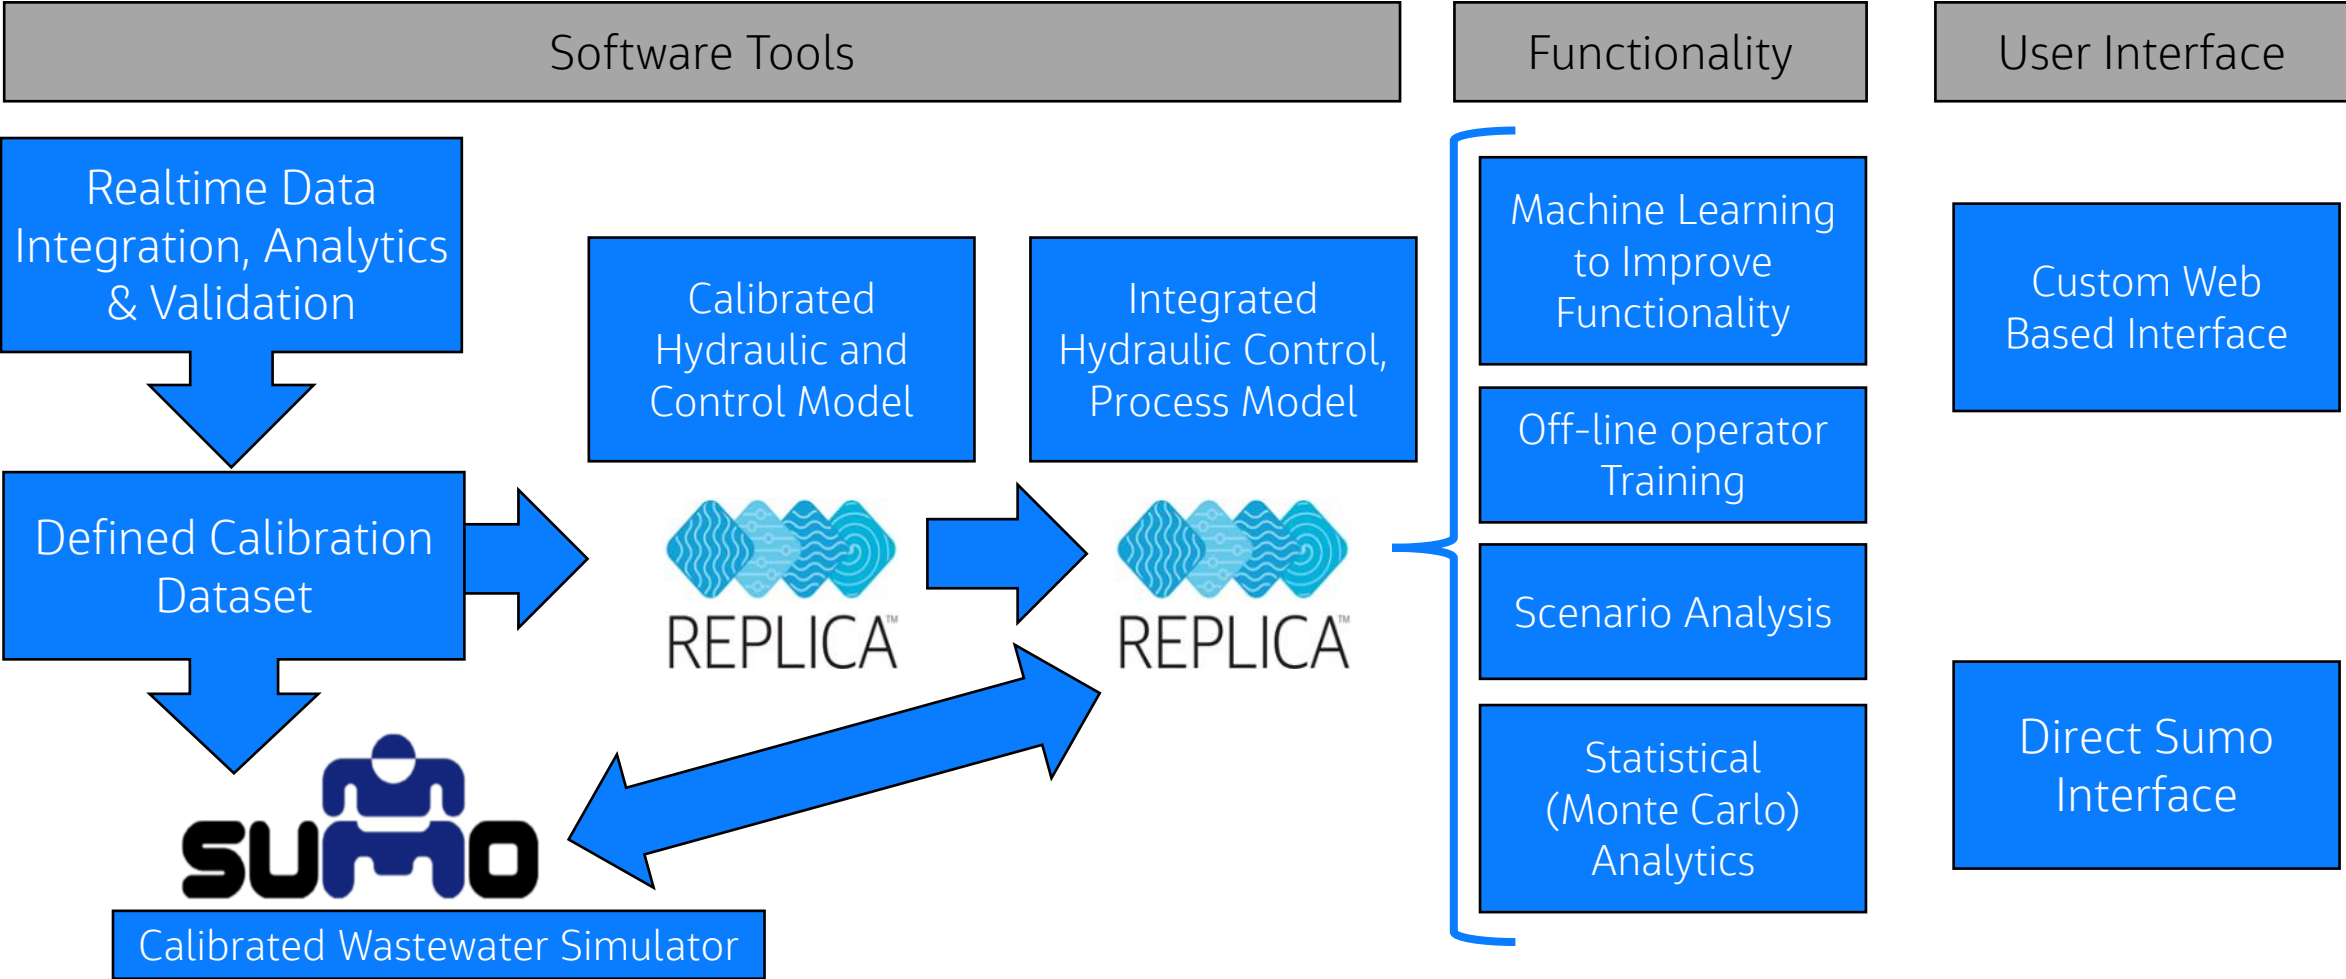 Software Tools
Functionality
User Interface
Realtime Data
Integration, Analytics
& Validation
Defined Calibration
Dataset
Calibrated
Hydraulic and
Control Model
REPLICA™
Integrated
Hydraulic Control,
Process Model
REPLICA™
SUMO
Calibrated Wastewater Simulator
Machine Learning
to Improve
Functionality
Off-line operator
Training
Scenario Analysis
Statistical
(Monte Carlo)
Analytics
Custom Web
Based Interface
Direct Sumo
Interface